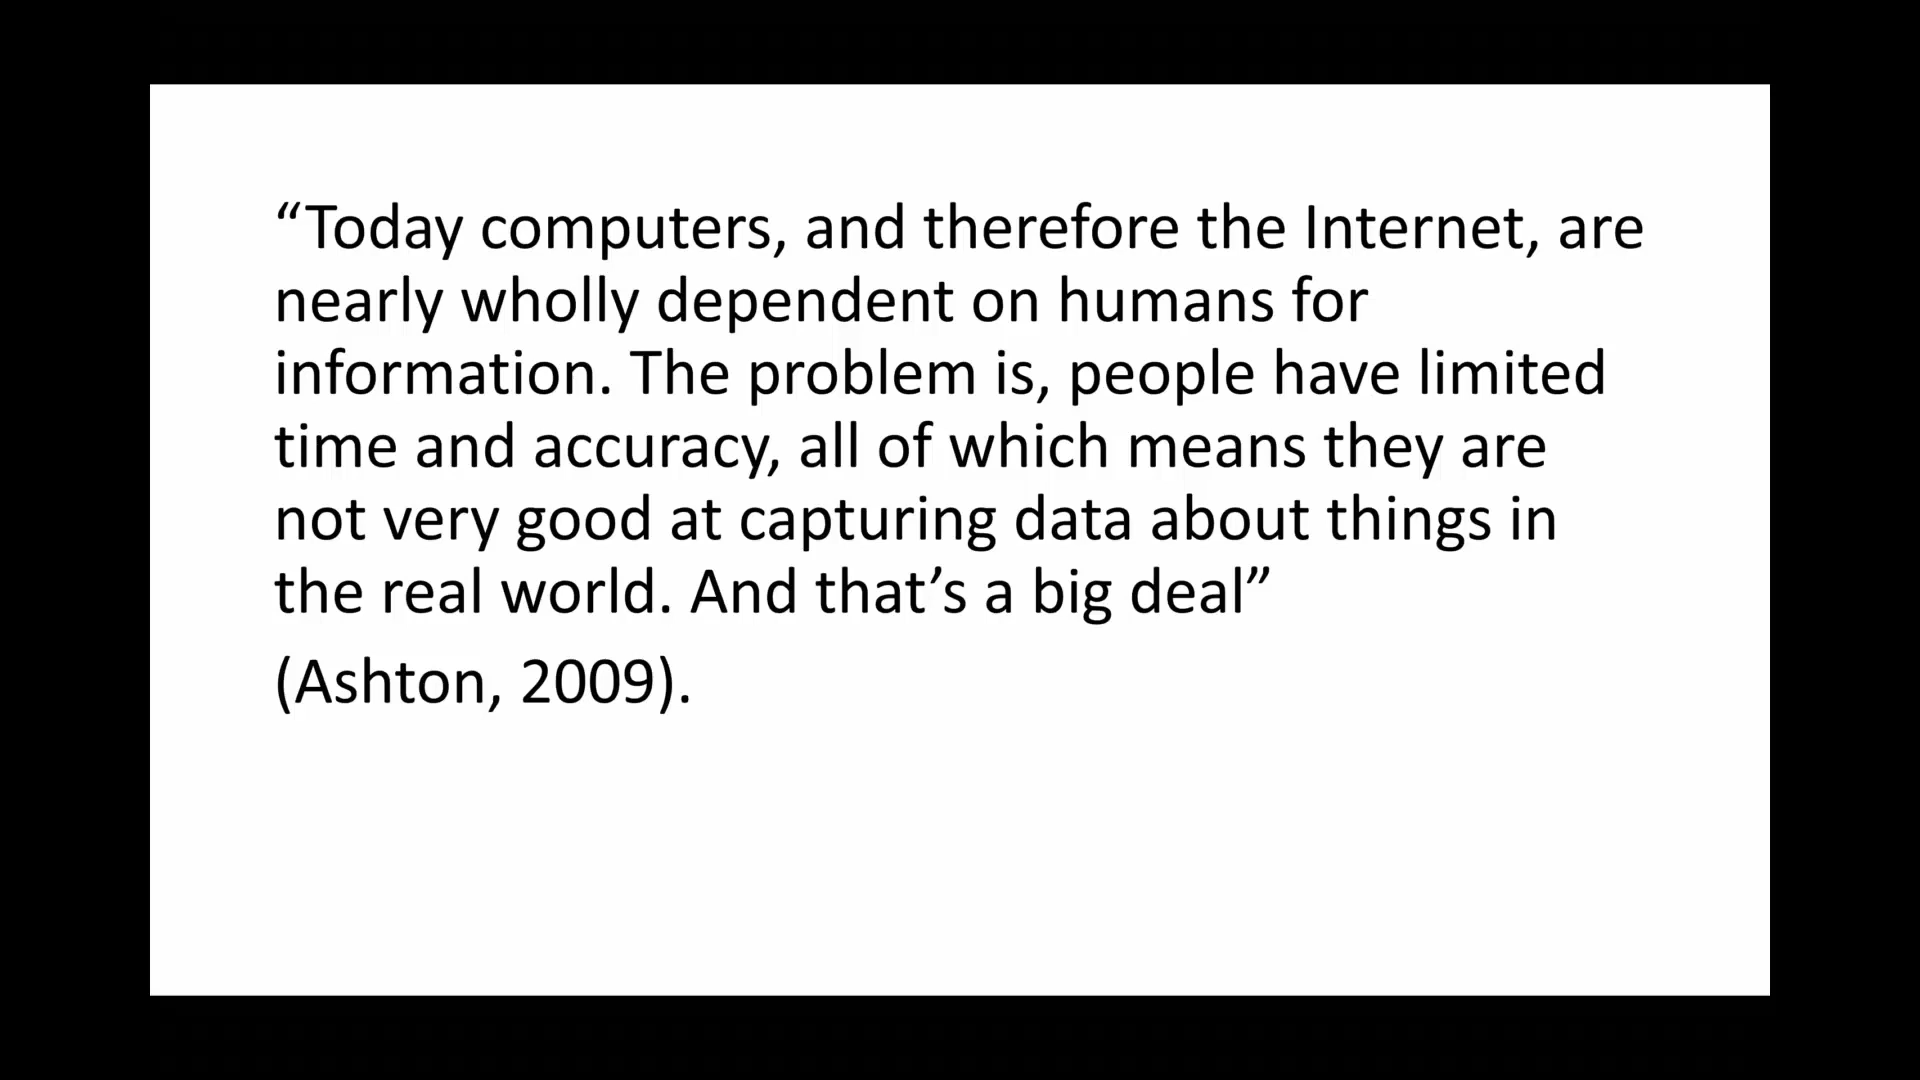 “Today computers, and therefore the Internet, are
nearly wholly dependent on humans for
information. The problem is, people have limited
time and accuracy, all of which means they are
not very good at capturing data about things in
the real world. And that’s a big deal”
(Ashton, 2009).